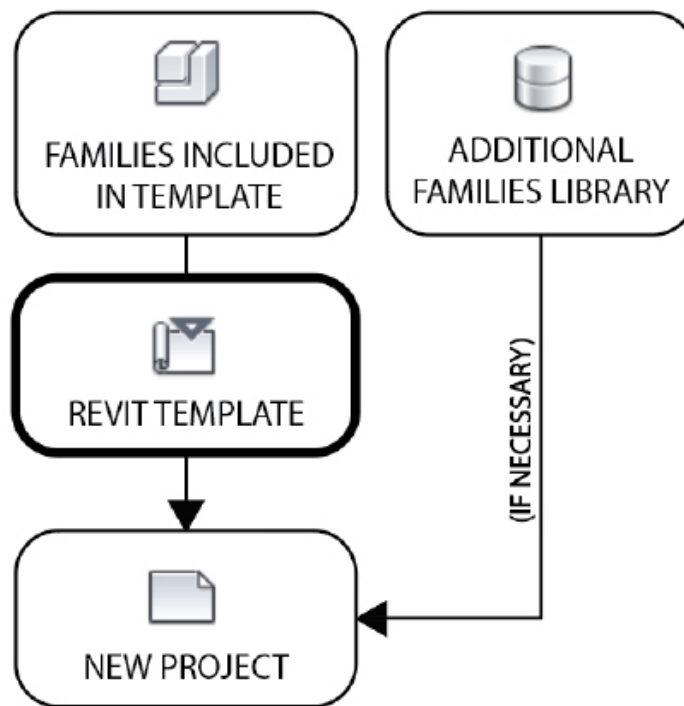 FAMILIES INCLUDED
IN TEMPLATE
ADDITIONAL
FAMILIES LIBRARY
REVIT TEMPLATE
(IF NECESSARY)
NEW PROJECT